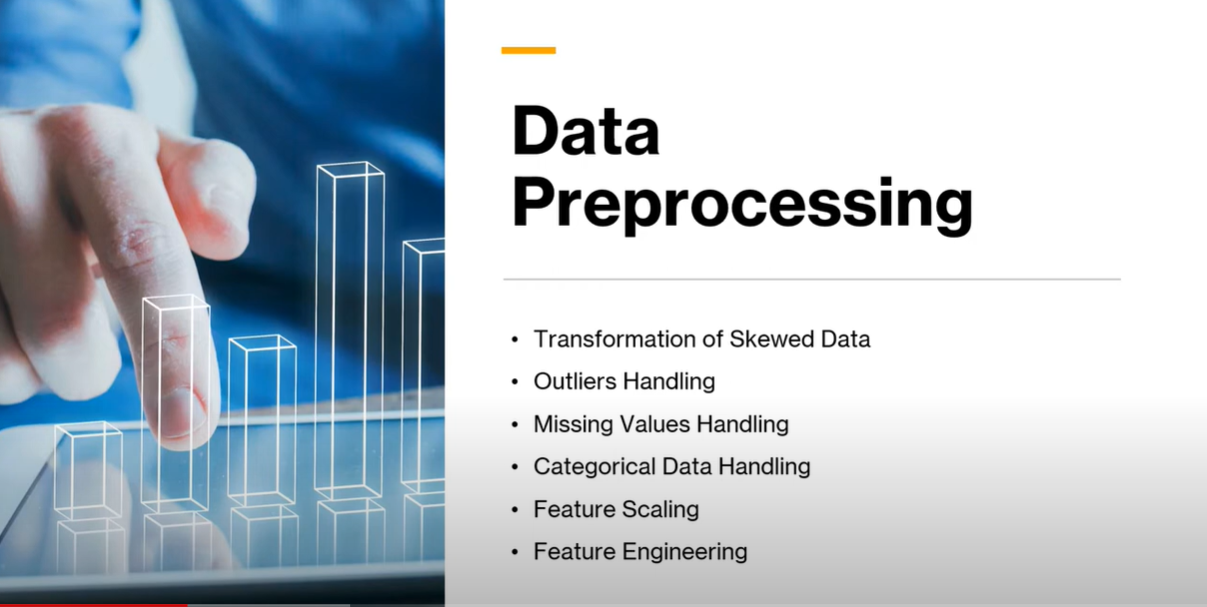 Data
Preprocessing
• Transformation of Skewed Data
• Outliers Handling
• Missing Values Handling
• Categorical Data Handling
• Feature Scaling
• Feature Engineering